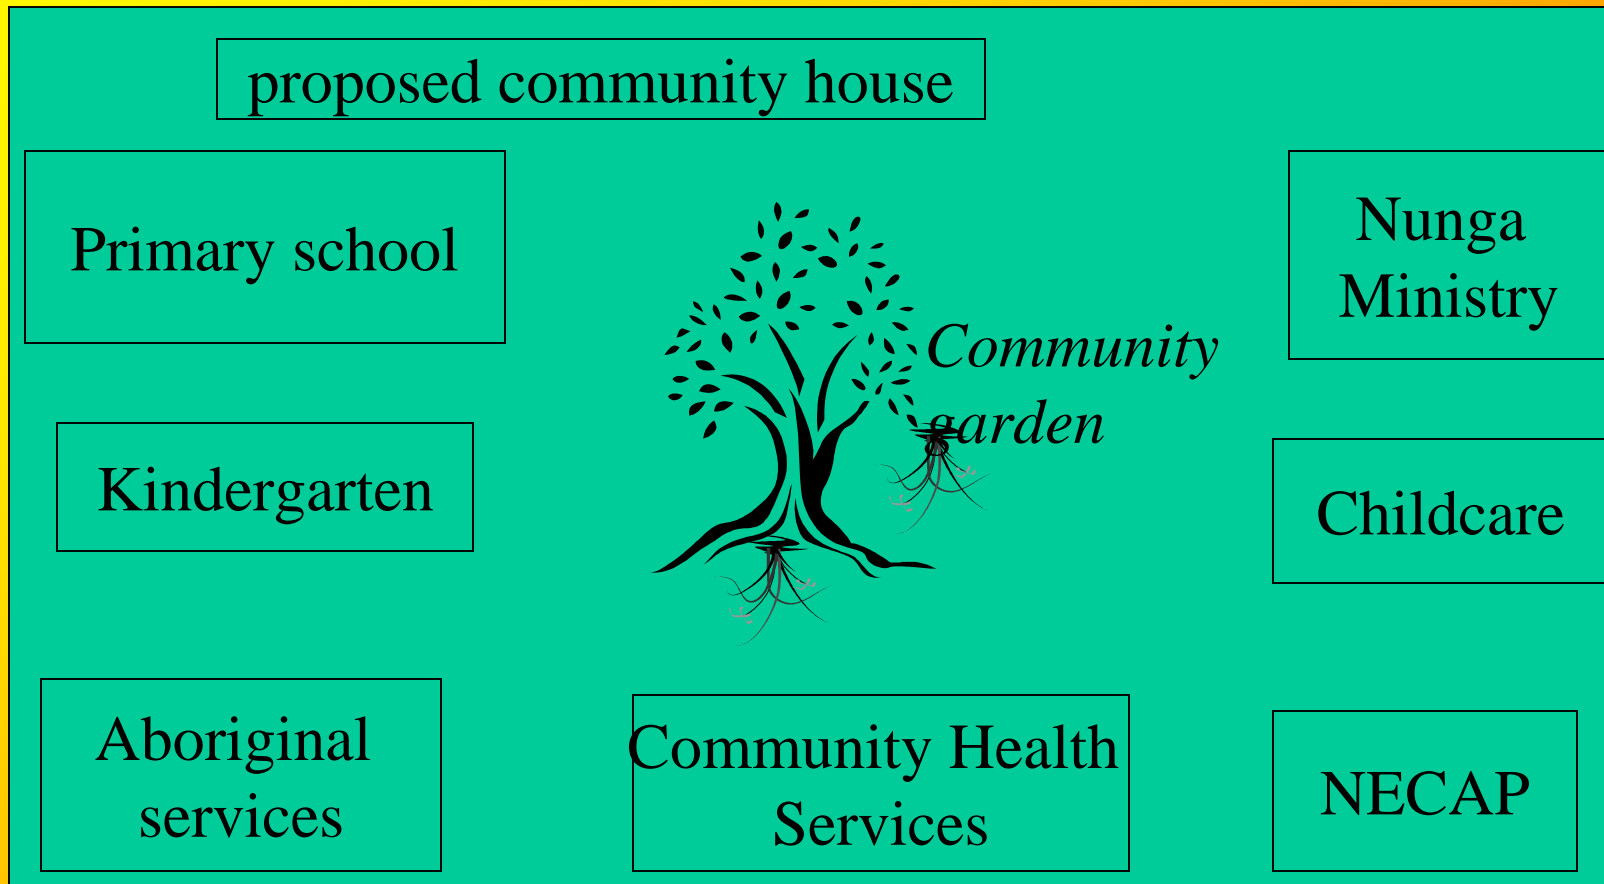 proposed community house
Primary school
Nunga
Ministry
Community
garden
Kindergarten
Childcare
Aboriginal
services
Community Health
Services
NECAP